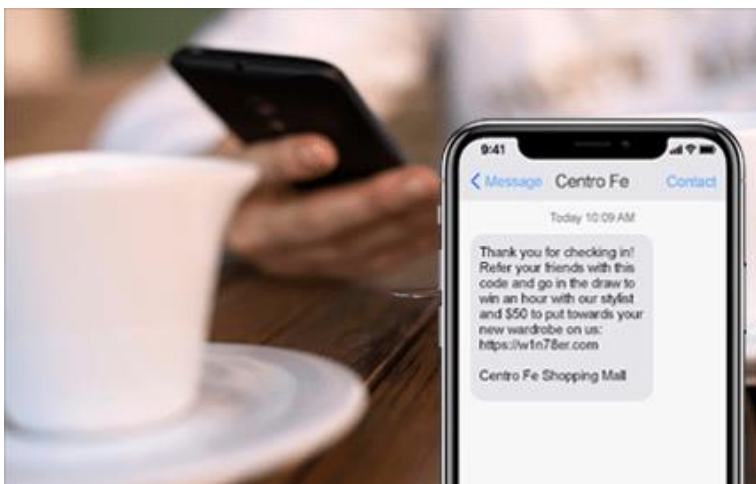 9:41
Message Centro Fe Contact
Today 10:09 AM
Thank you for checking in!
Refer your friends with this
code and go in the draw to
win an hour with our stylist
and $50 to put towards your
new wardrobe on us:
https://w1n78er.com
Centro Fe Shopping Mall